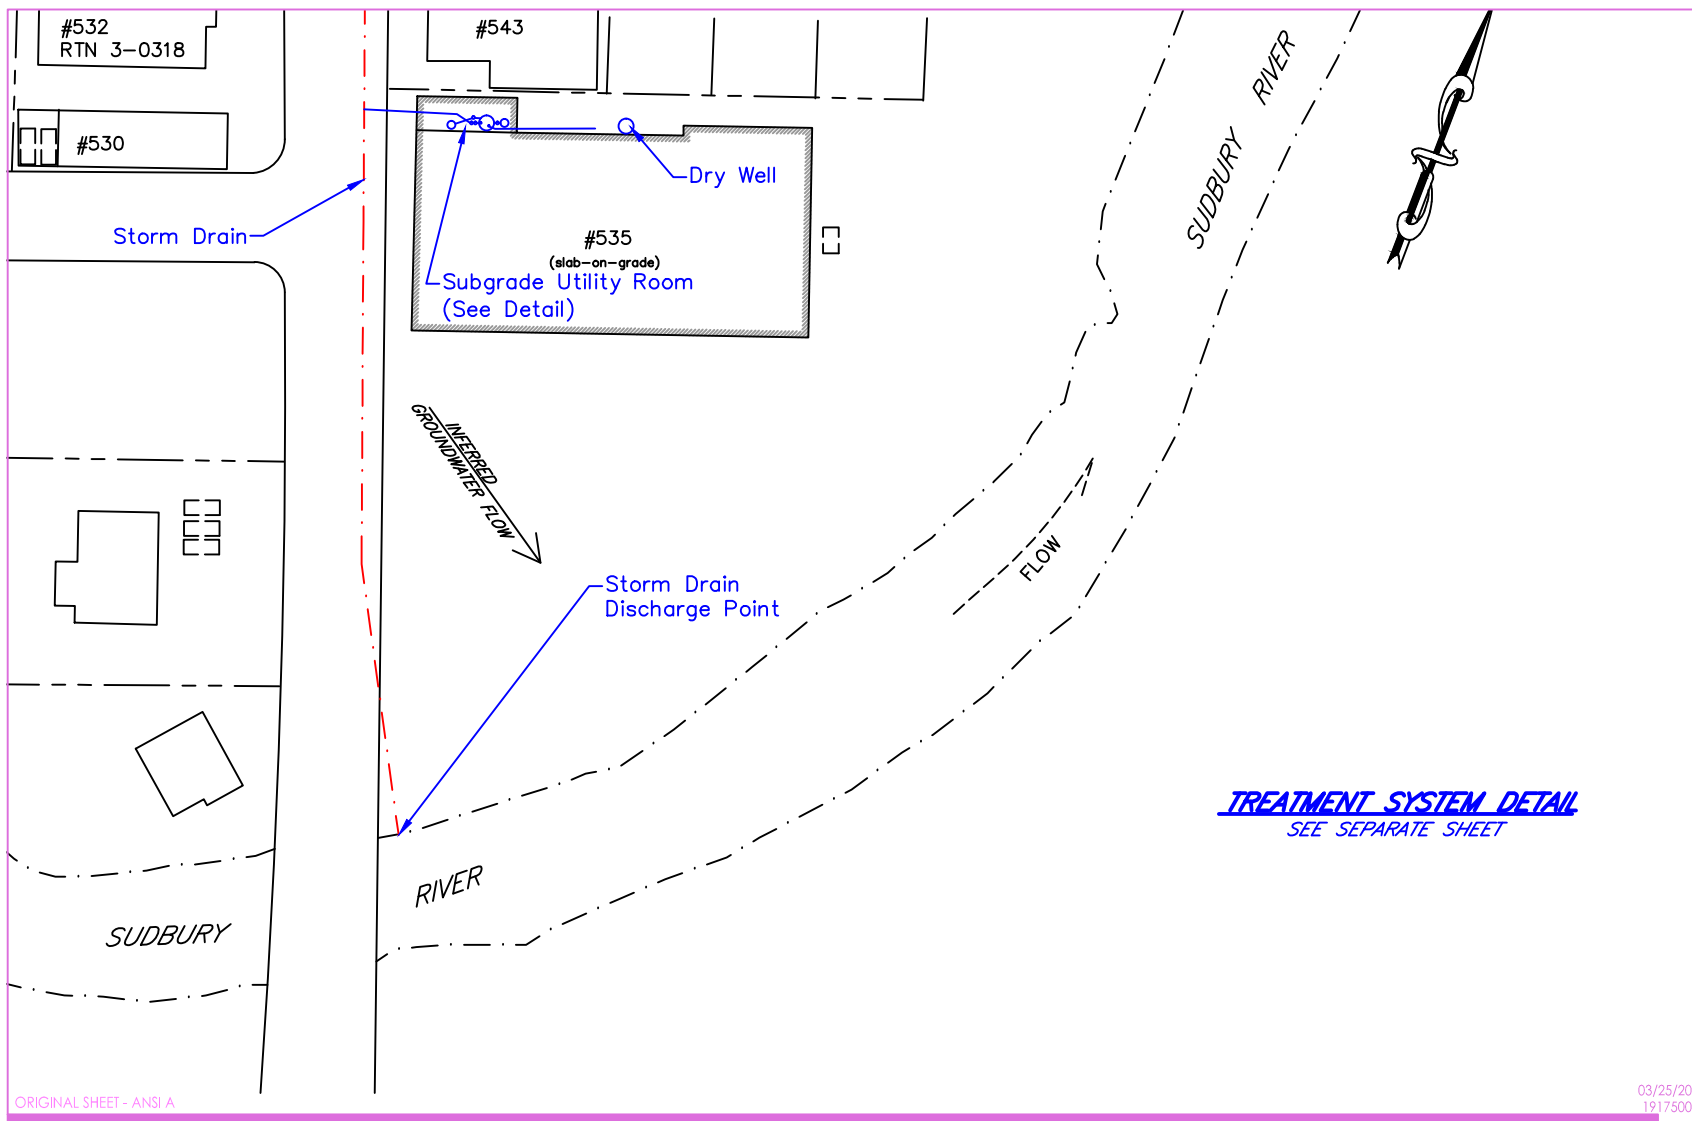 #532
RTN 3-0318
#543
#530
Dry Well
Storm Drain
#535
(slab-on-grade)
Subgrade Utility Room
(See Detail)
SUDBURY RIVER
INFERRED
GROUNDWATER FLOW
FLOW
Storm Drain
Discharge Point
TREATMENT SYSTEM DETAIL
SEE SEPARATE SHEET
SUDBURY RIVER
N
ORIGINAL SHEET - ANSI A
03/25/20
1917500